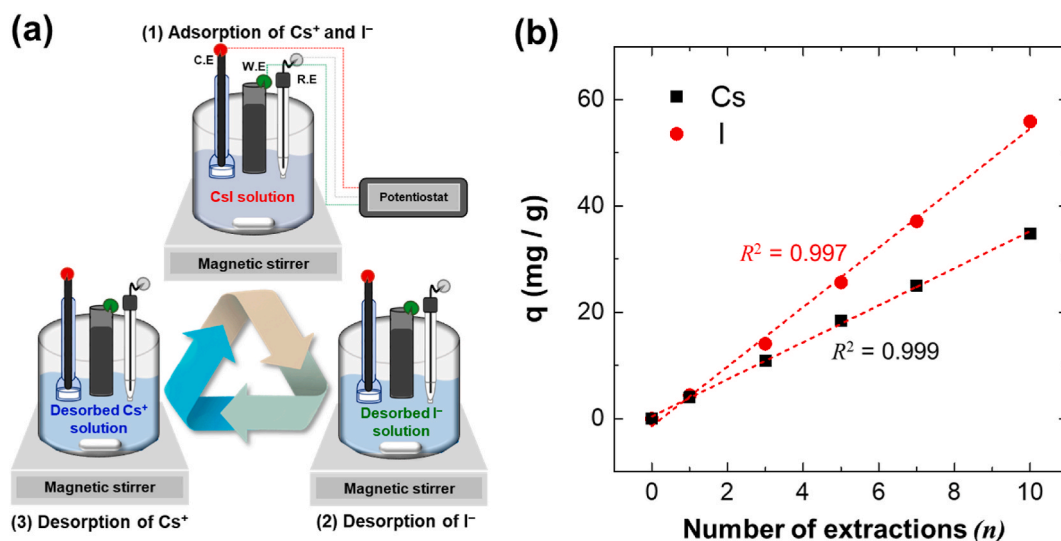 (a)
(1) Adsorption of Cs⁺ and I⁻
C.E
W.E
R.E
CsI solution
Potentiostat
Magnetic stirrer
Desorbed Cs⁺
solution
Magnetic stirrer
(3) Desorption of Cs⁺
Desorbed I⁻
solution
Magnetic stirrer
(2) Desorption of I⁻
(b)
q (mg / g)
60
40
20
0
Cs
I
R² = 0.997
R² = 0.999
0 2 4 6 8 10
Number of extractions (n)